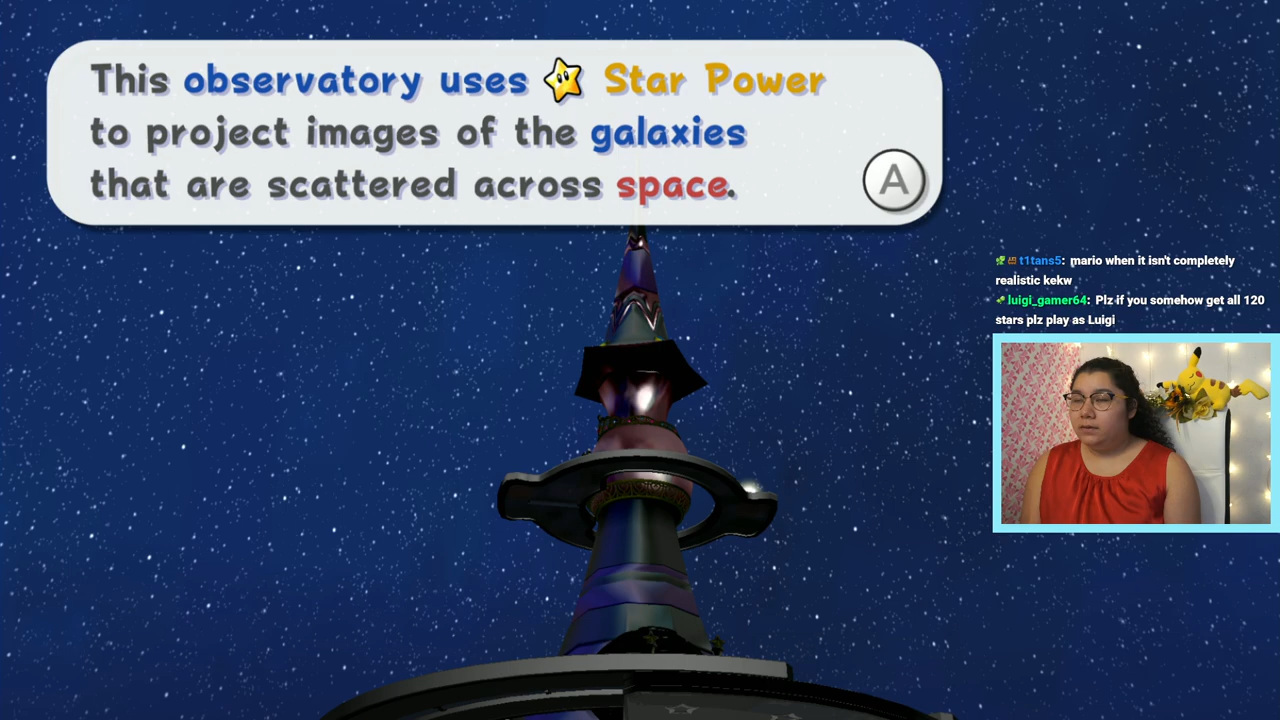 This observatory uses Star Power
to project images of the galaxies
that are scattered across space.
A
t1tans5: mario when it isn't completely
realistic kekw
luigi_gamer64: Plz if you somehow get all 120
stars plz play as Luigi